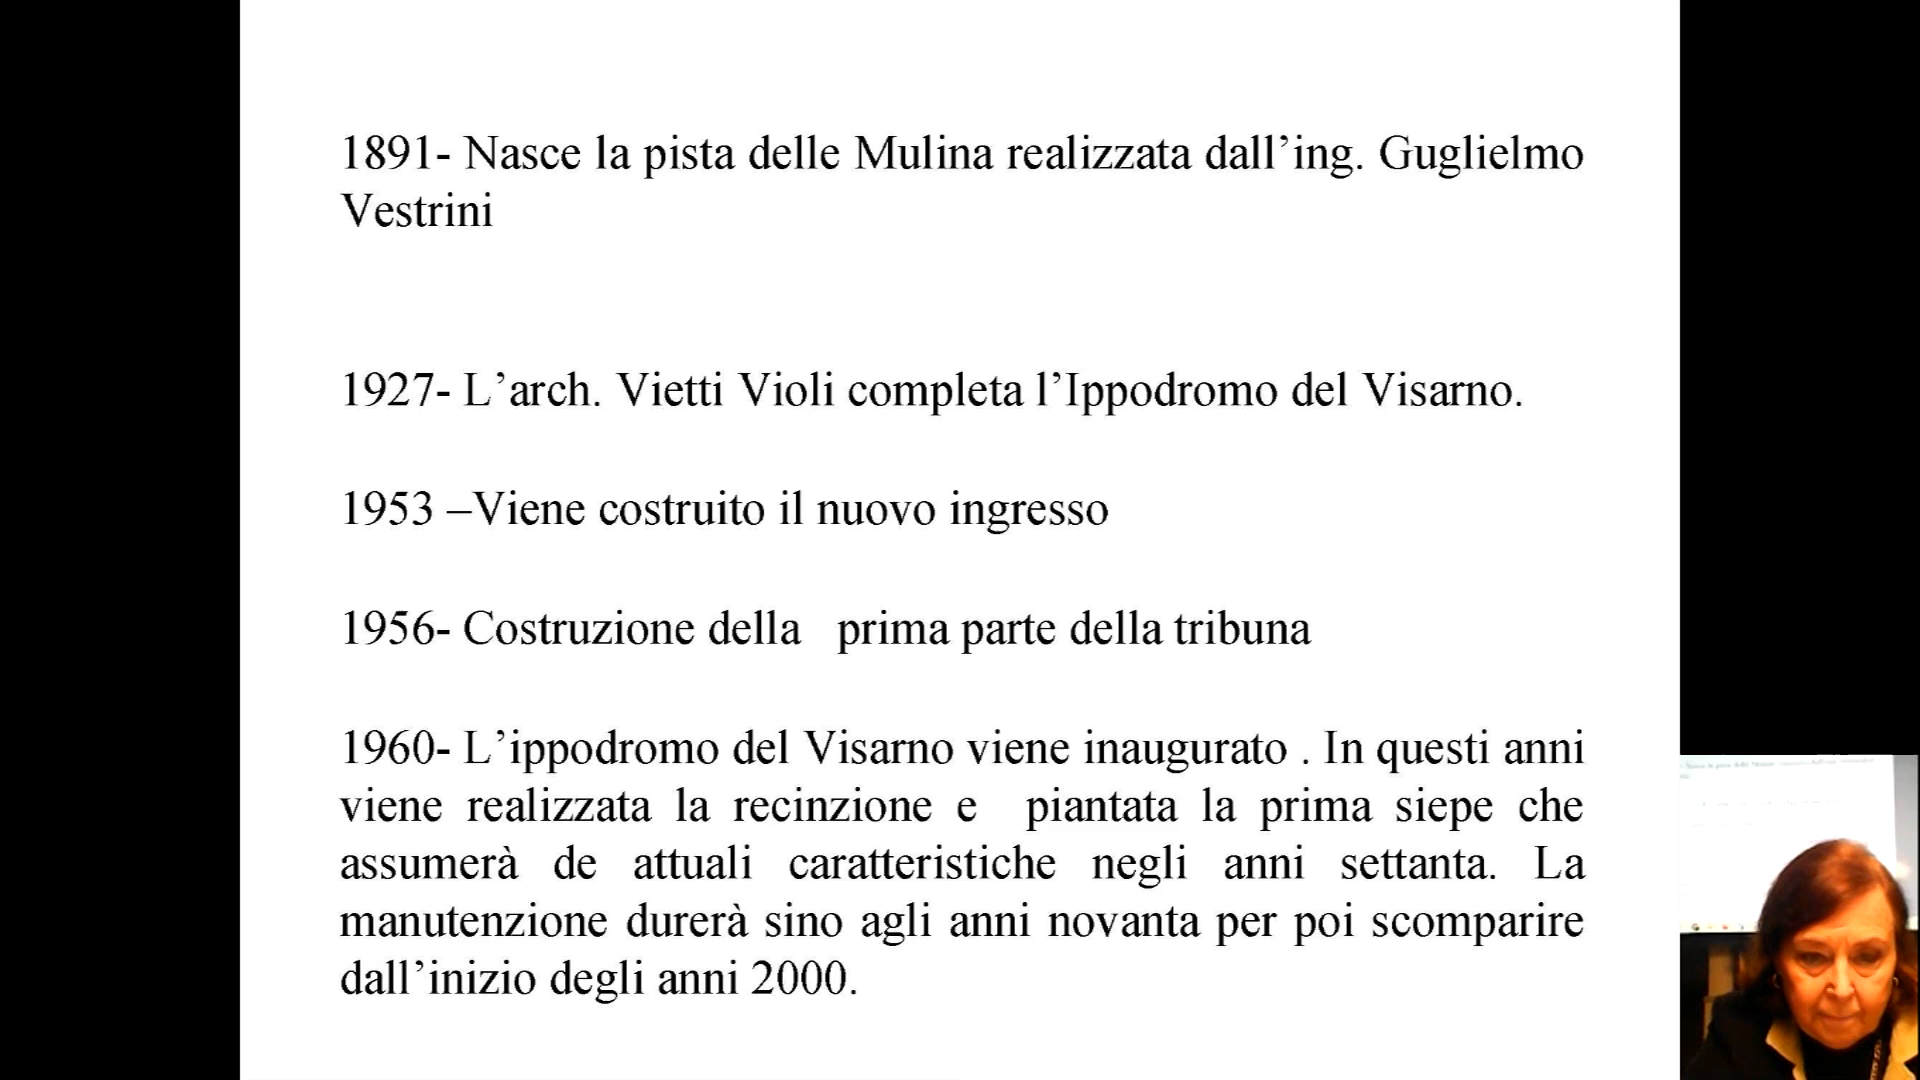 1891- Nasce la pista delle Mulina realizzata dall’ing. Guglielmo
Vestrini
1927- L’arch. Vietti Violi completa l’Ippodromo del Visarno.
1953 –Viene costruito il nuovo ingresso
1956- Costruzione della prima parte della tribuna
1960- L’ippodromo del Visarno viene inaugurato . In questi anni
viene realizzata la recinzione e piantata la prima siepe che
assumerà de attuali caratteristiche negli anni settanta. La
manutenzione durerà sino agli anni novanta per poi scomparire
dall’inizio degli anni 2000.